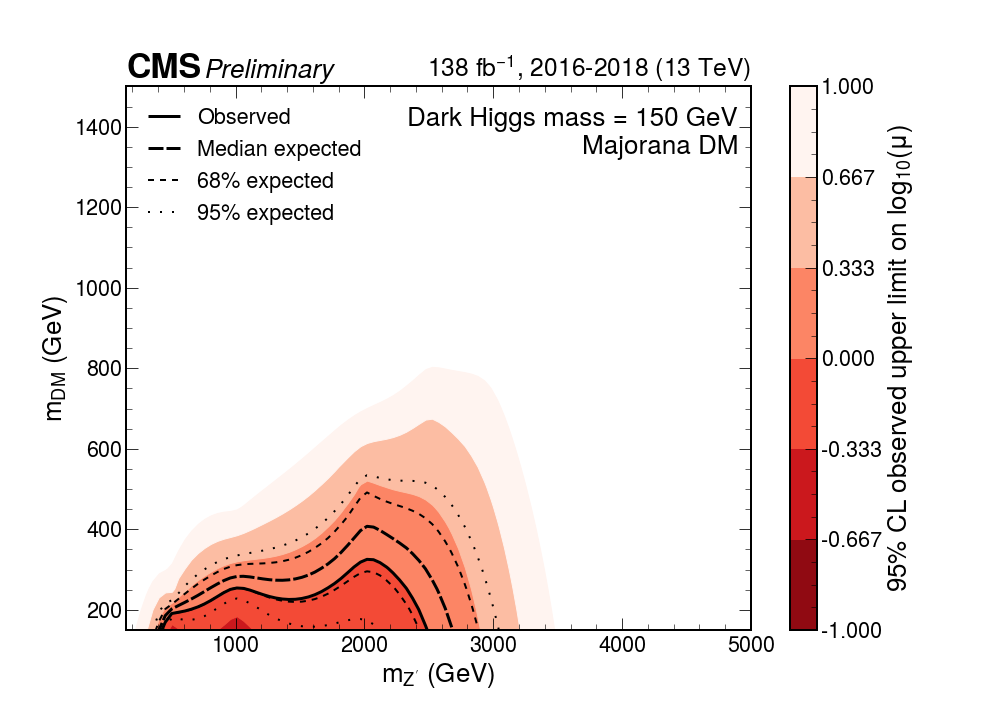 CMS Preliminary
138 fb⁻¹, 2016-2018 (13 TeV)
Observed
Median expected
68% expected
95% expected
Dark Higgs mass = 150 GeV
Majorana DM
1400
1200
1000
800
600
400
200
m_DM (GeV)
1000
2000
3000
4000
5000
m_Z′ (GeV)
1.000
0.667
0.333
0.000
-0.333
-0.667
-1.000
95% CL observed upper limit on log₁₀(μ)